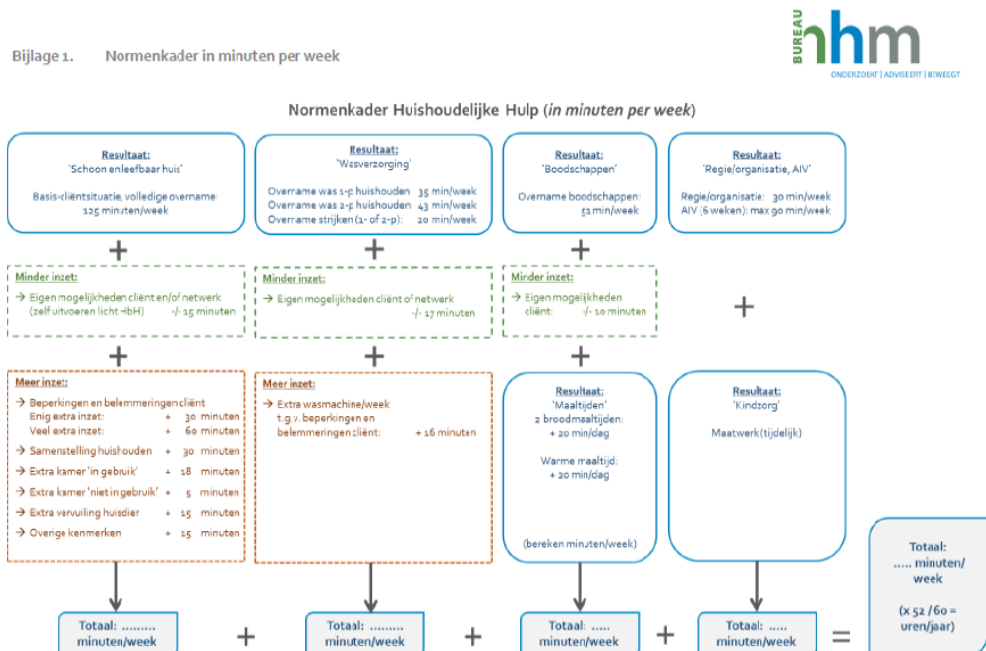 BUREAU
nhm
ONDERZOEKT | ADVISEERT | BEWEEGT
Bijlage 1. Normenkader in minuten per week
Normenkader Huishoudelijke Hulp (in minuten per week)
Resultaat:
'Schoon en leefbaar huis'
Basis-cliëntsituatie, volledige overname:
125 minuten/week
Resultaat:
'Wasverzorging'
Overname was 1-p huishouden 35 min/week
Overname was 2-p huishouden: 43 min/week
Overname strijken (1- of 2-p): 20 min/week
Resultaat:
'Boodschappen'
Overname boodschappen:
51 min/week
Resultaat:
'Regie/organisatie, AIV'
Regie/organisatie: 30 min/week
AIV (6 weken): max 90 min/week
+ + +
Minder inzet:
→ Eigen mogelijkheden cliënt en/of netwerk
(zelf uitvoeren licht HbH) -/- 15 minuten
Minder inzet:
→ Eigen mogelijkheden cliënt of netwerk
-/- 17 minuten
Minder inzet:
→ Eigen mogelijkheden
cliënt: -/- 10 minuten
+
+ + +
Meer inzet:
→ Beperkingen en belemmeringen cliënt
Enig extra inzet: + 30 minuten
Veel extra inzet: + 60 minuten
→ Samenstelling huishouden + 30 minuten
→ Extra kamer 'in gebruik' + 18 minuten
→ Extra kamer 'niet in gebruik' + 5 minuten
→ Extra vervuiling huisdier + 15 minuten
→ Overige kenmerken + 15 minuten
Meer inzet:
→ Extra wasmachine/week
t.g.v. beperkingen en
belemmeringen cliënt: + 16 minuten
Resultaat:
'Maaltijden'
2 broodmaaltijden:
+ 20 min/dag
Warme maaltijd:
+ 20 min/dag
(bereken minuten/week)
Resultaat:
'Kindzorg'
Maatwerk (tijdelijk)
Totaal: .........
minuten/week
+
Totaal: .........
minuten/week
+
Totaal: .....
minuten/week
+
Totaal: .....
minuten/week
=
Totaal:
..... minuten/
week
(x 52 /60 =
uren/jaar)